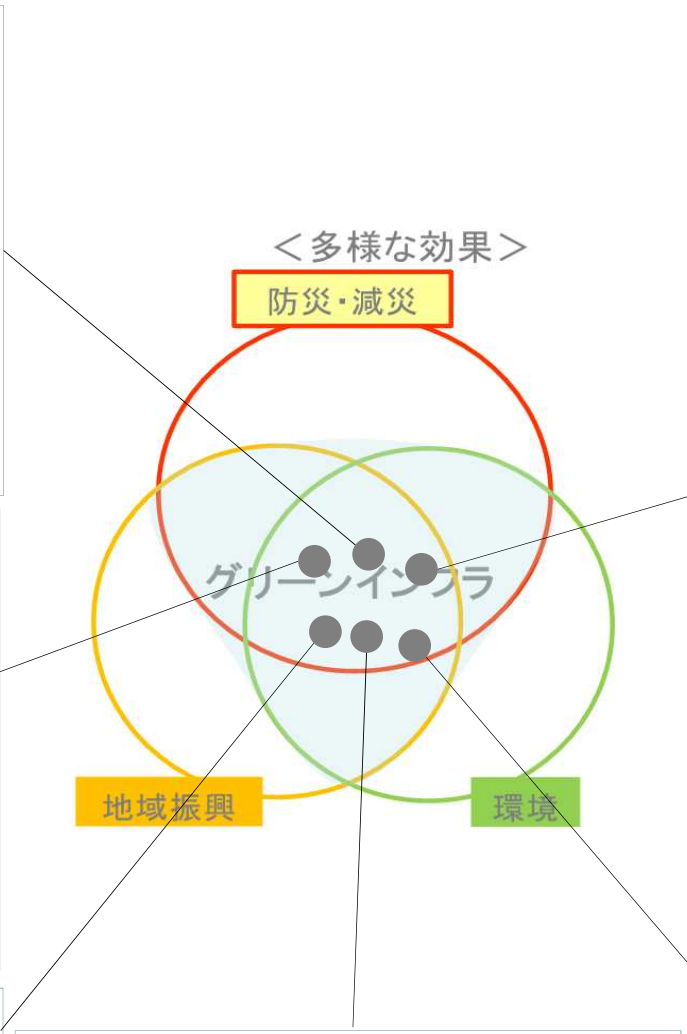 ＜多様な効果＞
防災・減災
グリーンインフラ
地域振興
環境